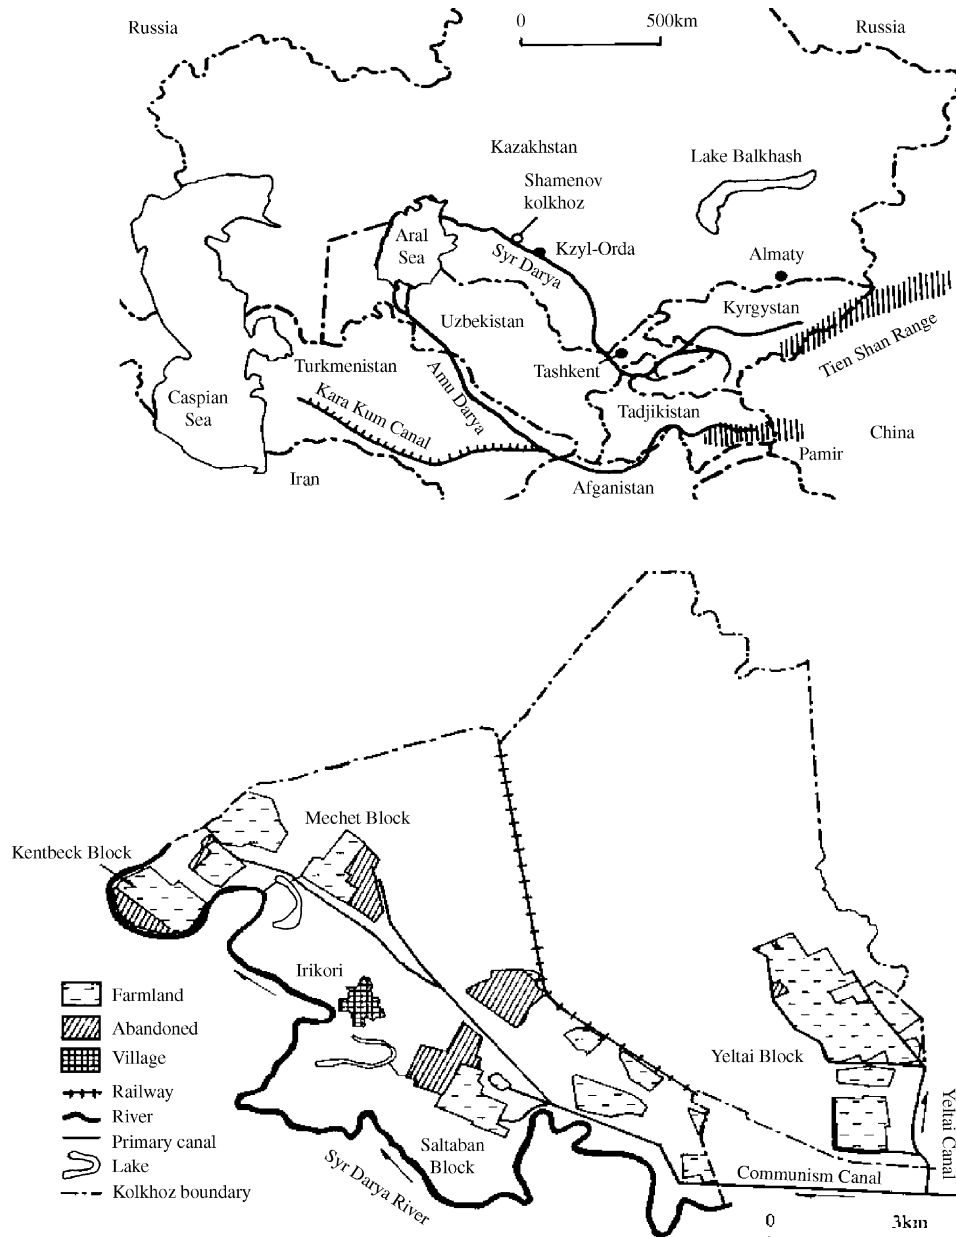 0 500km
Russia
Russia
Kazakhstan
Lake Balkhash
Shamenov
kolkhoz
Aral
Sea
Kzyl-Orda
Syr Darya
Almaty
Kyrgystan
Uzbekistan
Tien Shan Range
Turkmenistan
Tashkent
Amu Darya
Caspian
Sea
Kara Kum Canal
Tadjikistan
China
Pamir
Iran
Afganistan
Mechet Block
Kentbeck Block
Irikori
Farmland
Abandoned
Village
Railway
River
Primary canal
Lake
Kolkhoz boundary
Yeltai Block
Yeltai Canal
Saltaban
Block
Syr Darya River
Communism Canal
0 3km